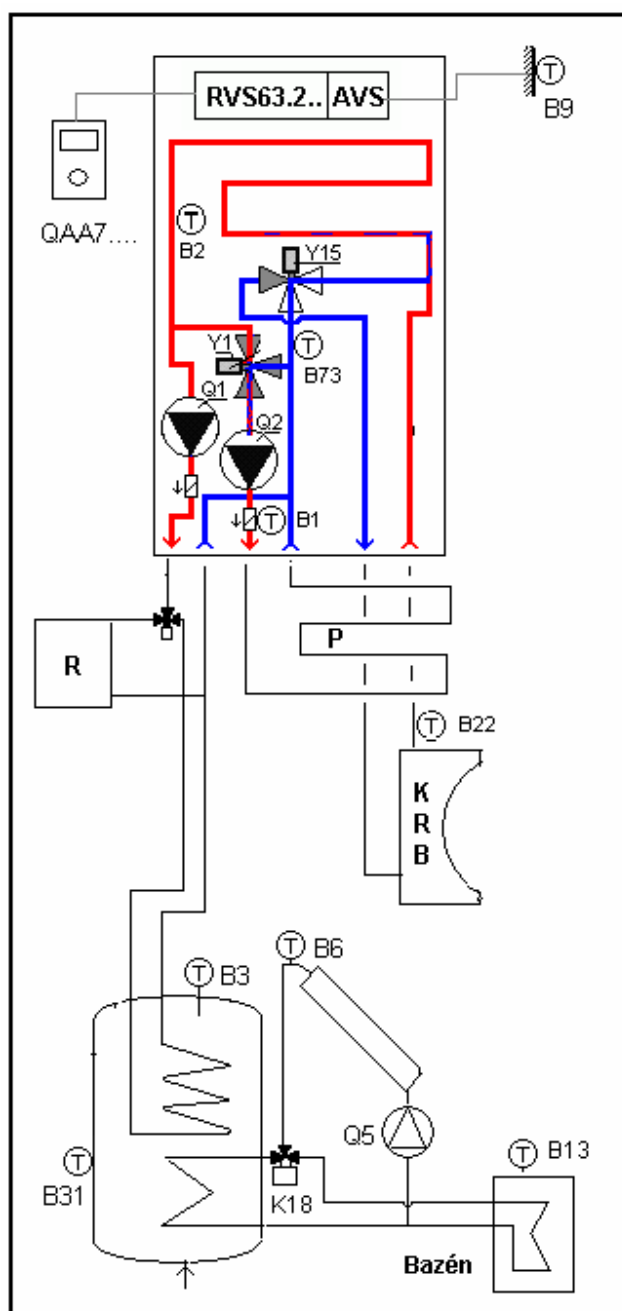 RVS63.2.. AVS
T
B9
QAA7....
T
B2
Y15
Y1
T
B73
Q1
Q2
T
B1
R
P
T
B22
K
R
B
T
B3
T
B6
T
B31
K18
Q5
T
B13
Bazén